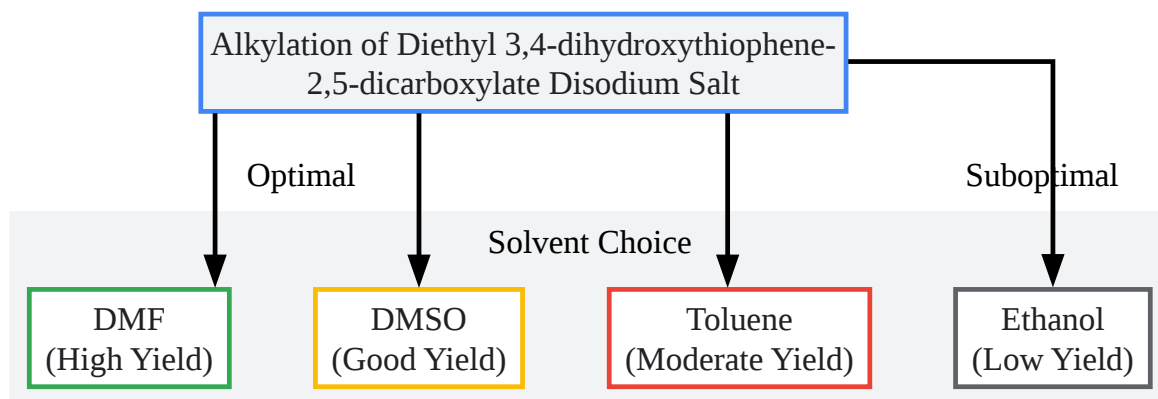 Alkylation of Diethyl 3,4-dihydroxythiophene-
2,5-dicarboxylate Disodium Salt
Optimal
Suboptimal
Solvent Choice
DMF
(High Yield)
DMSO
(Good Yield)
Toluene
(Moderate Yield)
Ethanol
(Low Yield)